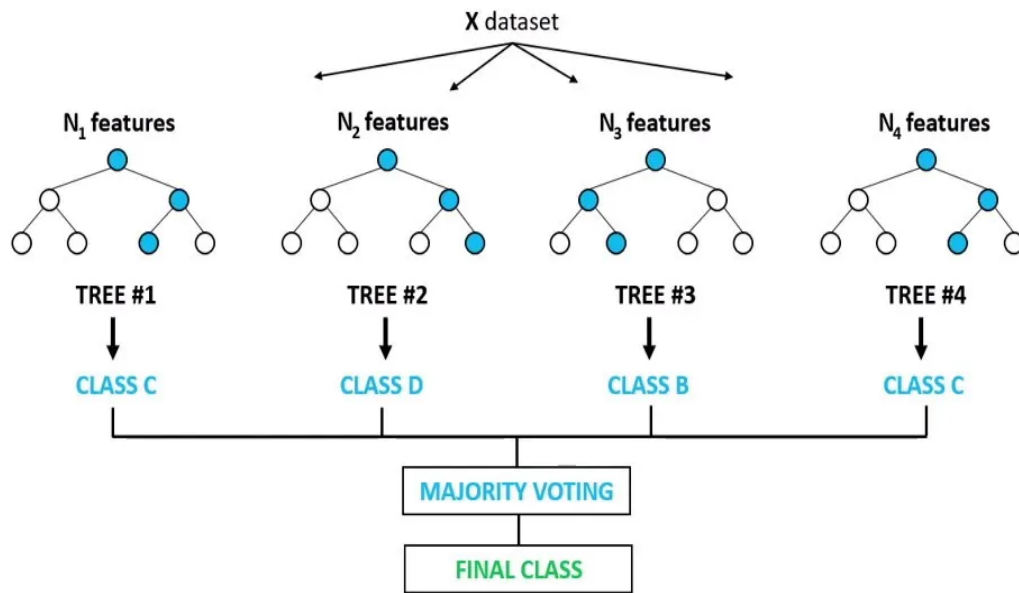 X dataset
N₁ features
N₂ features
N₃ features
N₄ features
TREE #1
TREE #2
TREE #3
TREE #4
CLASS C
CLASS D
CLASS B
CLASS C
MAJORITY VOTING
FINAL CLASS